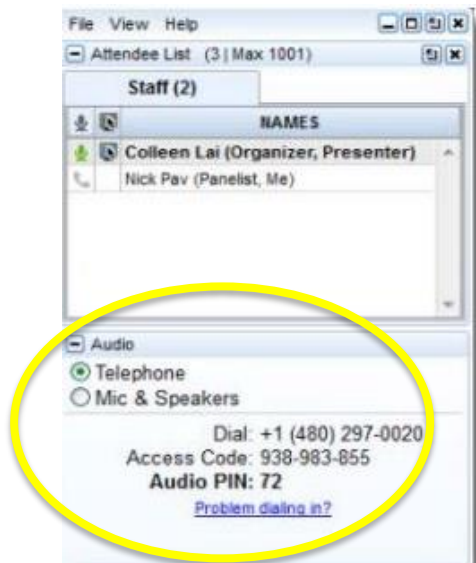 File View Help
Attendee List (3 | Max 1001)
Staff (2)
NAMES
Colleen Lai (Organizer, Presenter)
Nick Pav (Panelist, Me)
Audio
Telephone
Mic & Speakers
Dial: +1 (480) 297-0020
Access Code: 938-983-855
Audio PIN: 72
Problem dialing in?